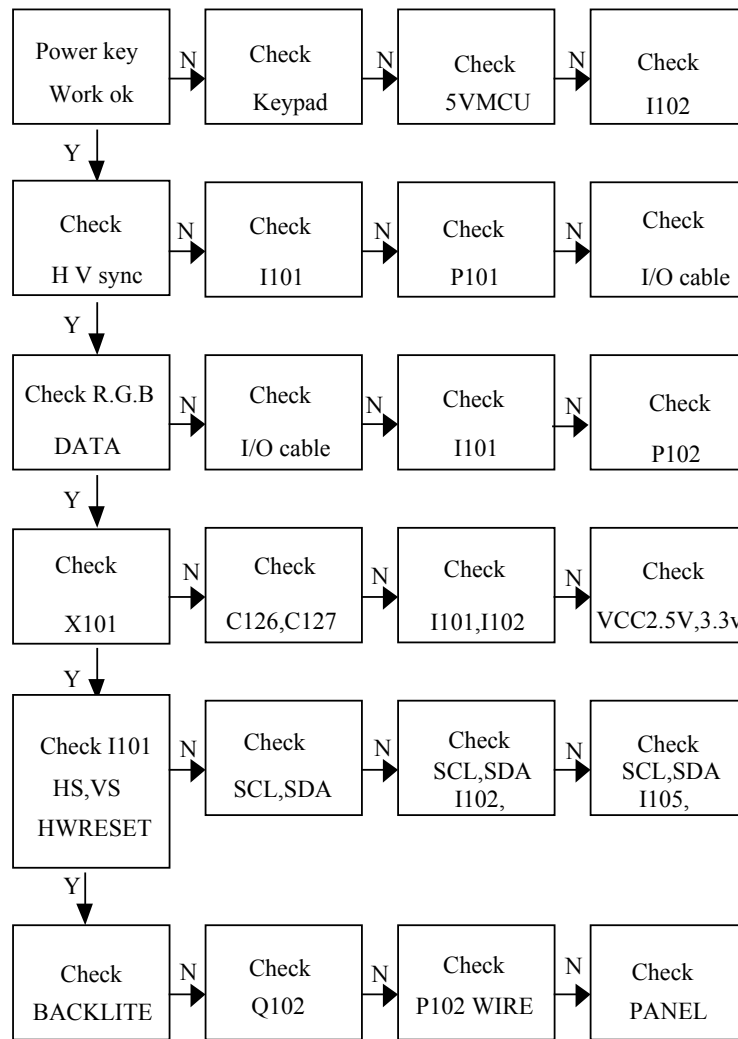 Power key
Work ok
N
Check
Keypad
N
Check
5VMCU
N
Check
I102
Y
Check
H V sync
N
Check
I101
N
Check
P101
N
Check
I/O cable
Y
Check R.G.B
DATA
N
Check
I/O cable
N
Check
I101
N
Check
P102
Y
Check
X101
N
Check
C126,C127
N
Check
I101,I102
N
Check
VCC2.5V,3.3v
Y
Check I101
HS,VS
HWRESET
N
Check
SCL,SDA
N
Check
SCL,SDA
I102,
N
Check
SCL,SDA
I105,
Y
Check
BACKLITE
N
Check
Q102
N
Check
P102 WIRE
N
Check
PANEL